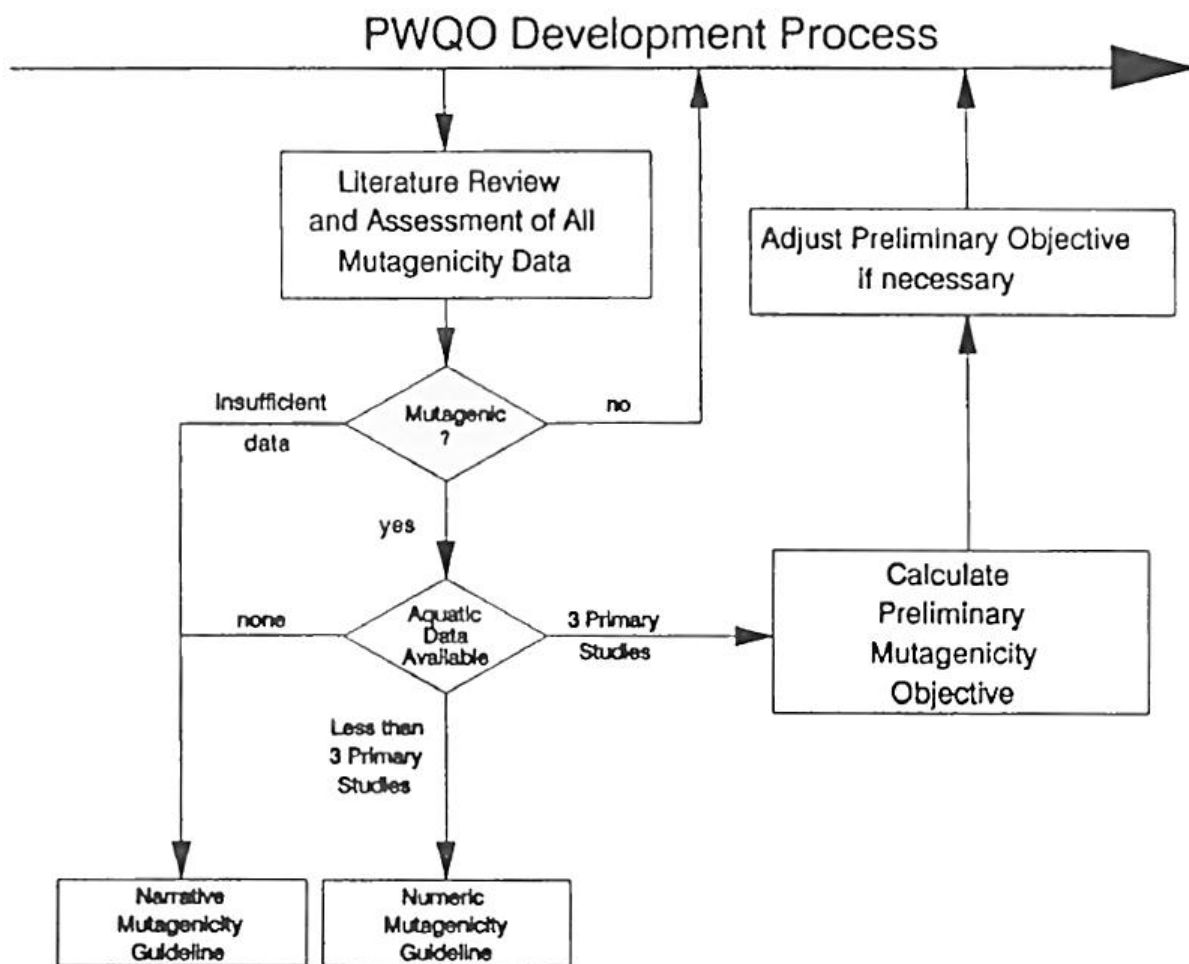 PWQO Development Process
Literature Review
and Assessment of All
Mutagenicity Data
Adjust Preliminary Objective
if necessary
Insufficient
data
Mutagenic
?
no
yes
none
Aquatic
Data
Available
3 Primary
Studies
Calculate
Preliminary
Mutagenicity
Objective
Less than
3 Primary
Studies
Narrative
Mutagenicity
Guideline
Numeric
Mutagenicity
Guideline